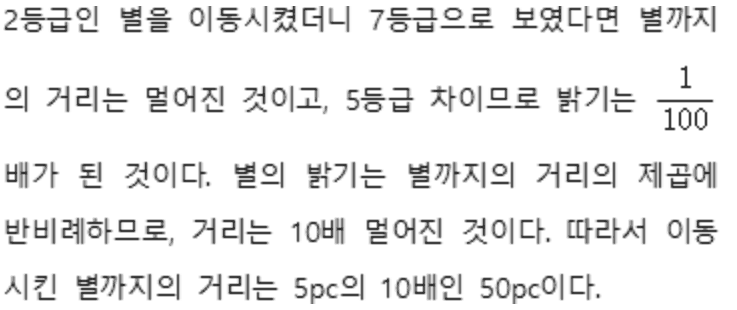 2등급인 별을 이동시켰더니 7등급으로 보였다면 별까지
의 거리는 멀어진 것이고, 5등급 차이므로 밝기는 1/100
배가 된 것이다. 별의 밝기는 별까지의 거리의 제곱에
반비례하므로, 거리는 10배 멀어진 것이다. 따라서 이동
시킨 별까지의 거리는 5pc의 10배인 50pc이다.